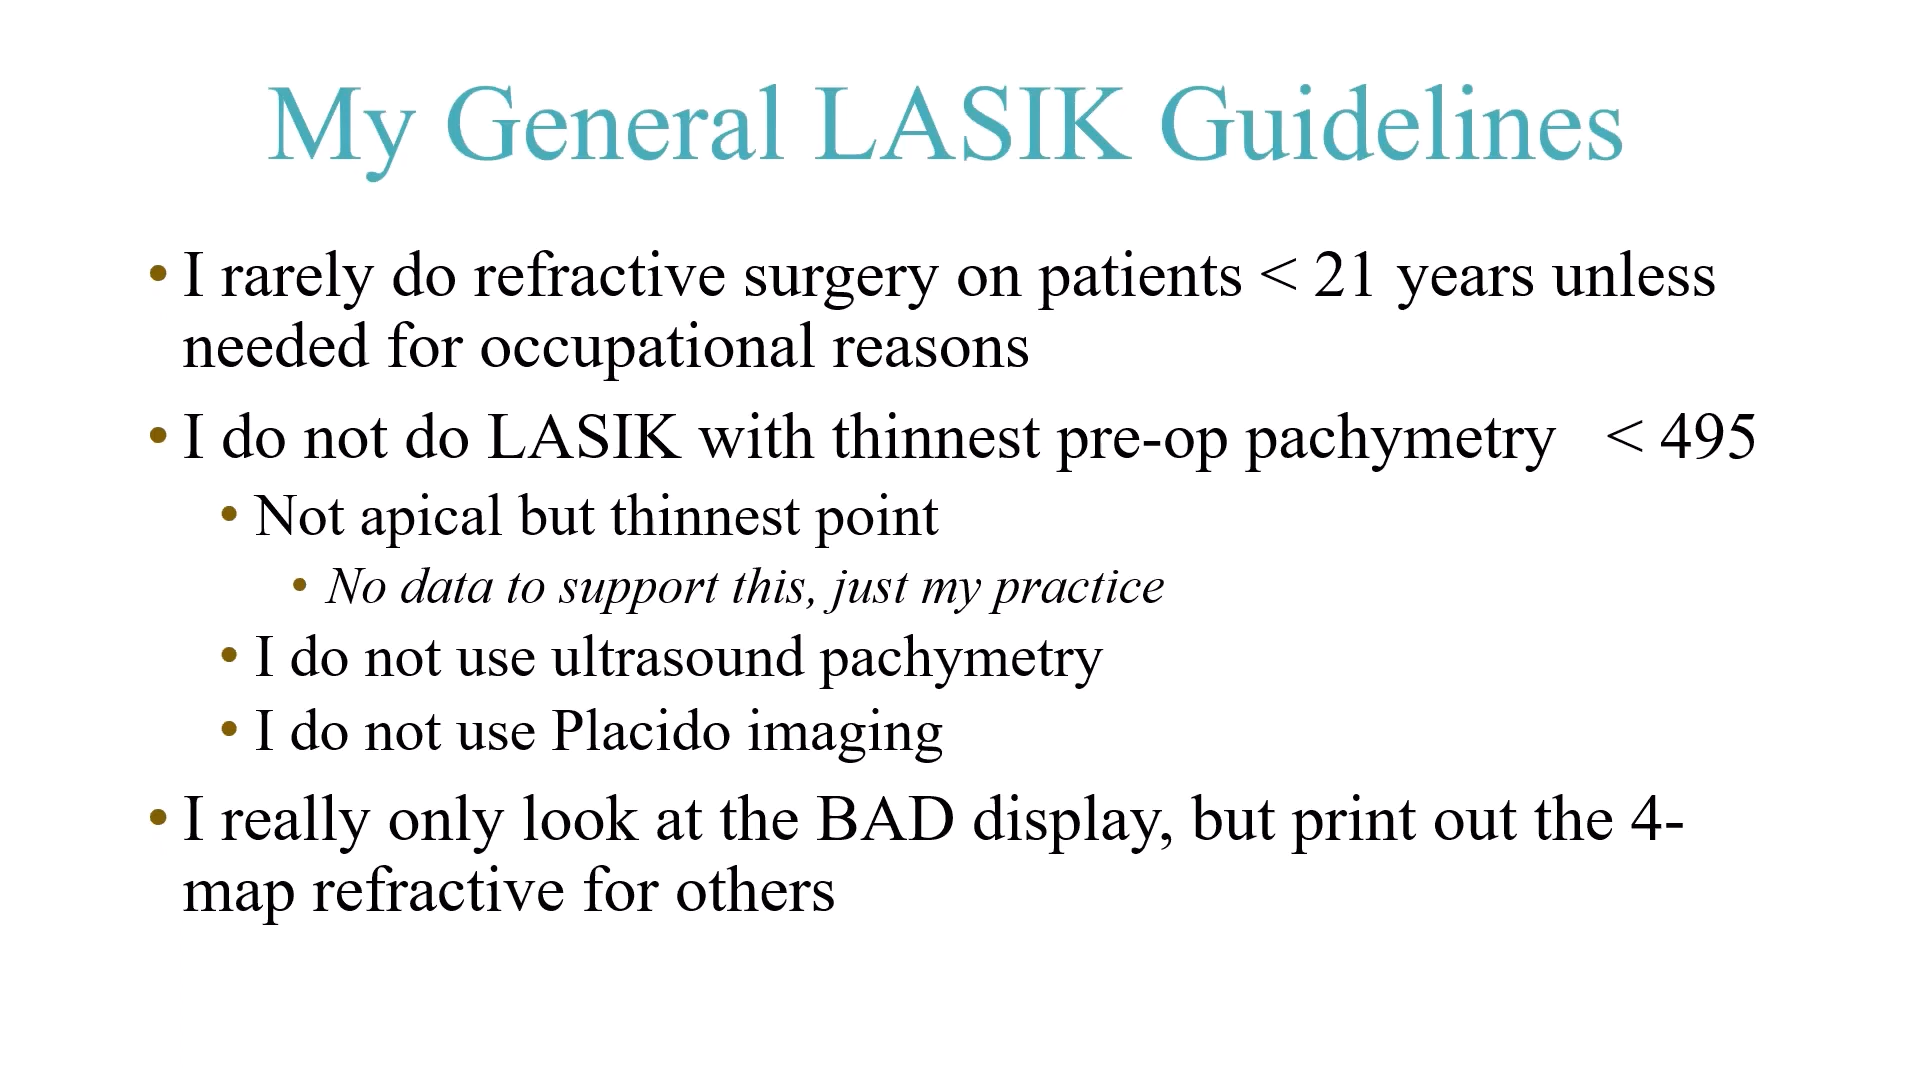 My General LASIK Guidelines
• I rarely do refractive surgery on patients < 21 years unless
needed for occupational reasons
• I do not do LASIK with thinnest pre-op pachymetry < 495
• Not apical but thinnest point
• No data to support this, just my practice
• I do not use ultrasound pachymetry
• I do not use Placido imaging
• I really only look at the BAD display, but print out the 4-
map refractive for others